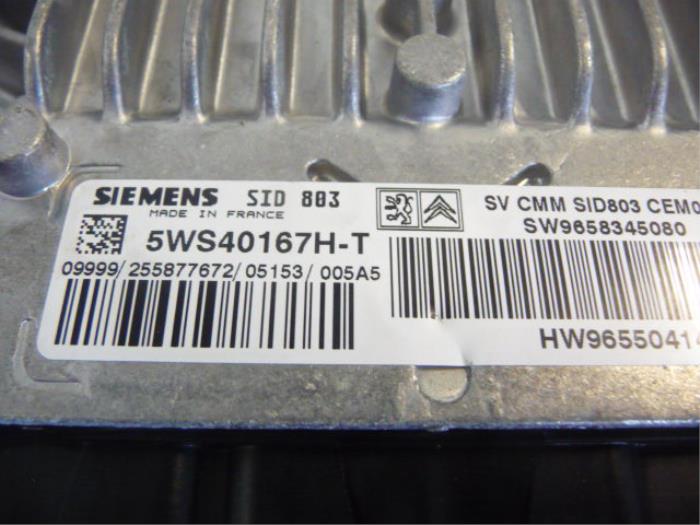 SIEMENS SID 803
MADE IN FRANCE
5WS40167H-T
09999/255877672/05153/005A5
SV CMM SID803 CEM0
SW9658345080
HW96550414